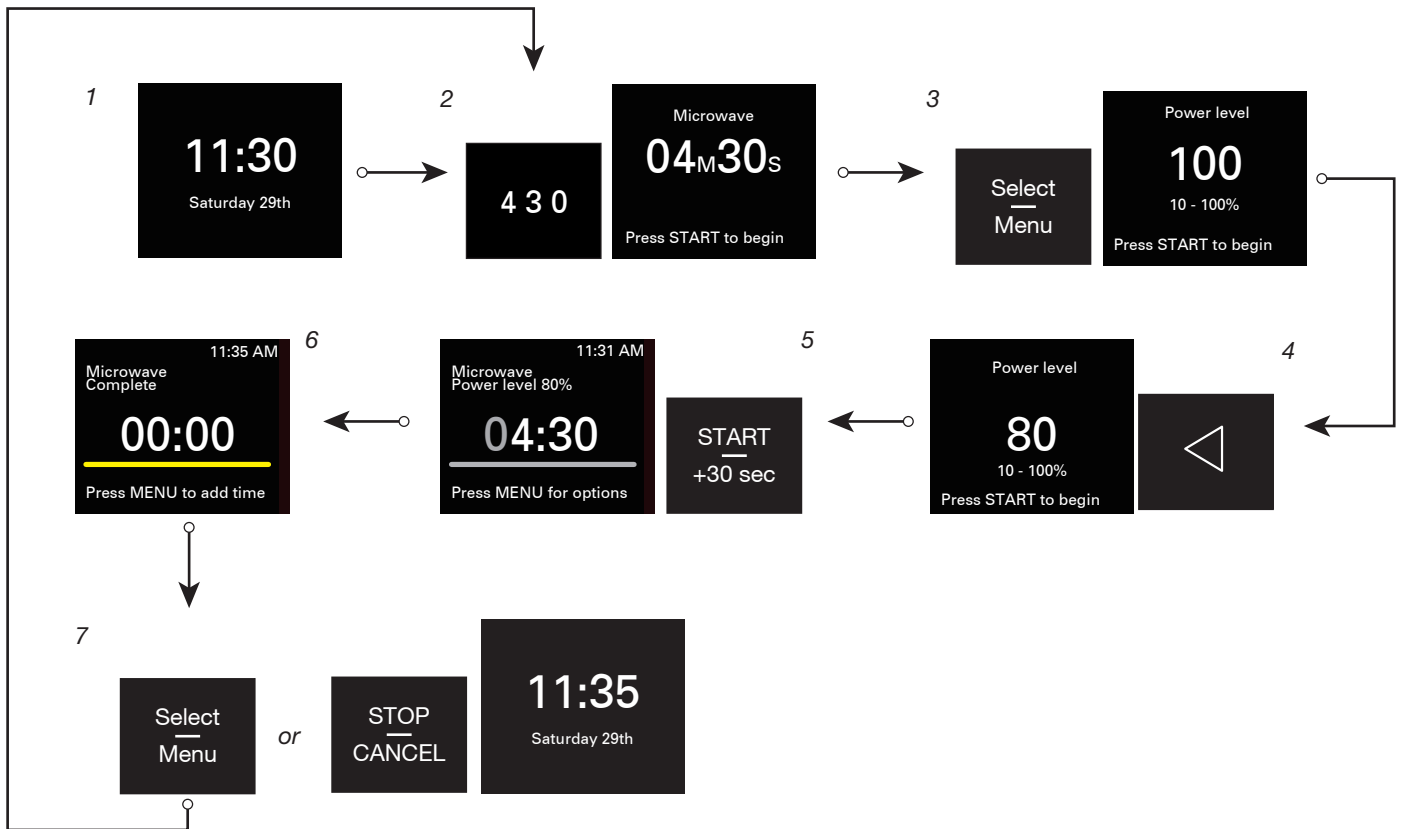 1
11:30
Saturday 29th
2
4 3 0
Microwave
04M30S
Press START to begin
3
Select
Menu
Power level
100
10 - 100%
Press START to begin
4
Power level
80
10 - 100%
Press START to begin
5
11:31 AM
Microwave
Power level 80%
04:30
Press MENU for options
START
+30 sec
6
11:35 AM
Microwave
Complete
00:00
Press MENU to add time
7
Select
Menu
or
STOP
CANCEL
11:35
Saturday 29th